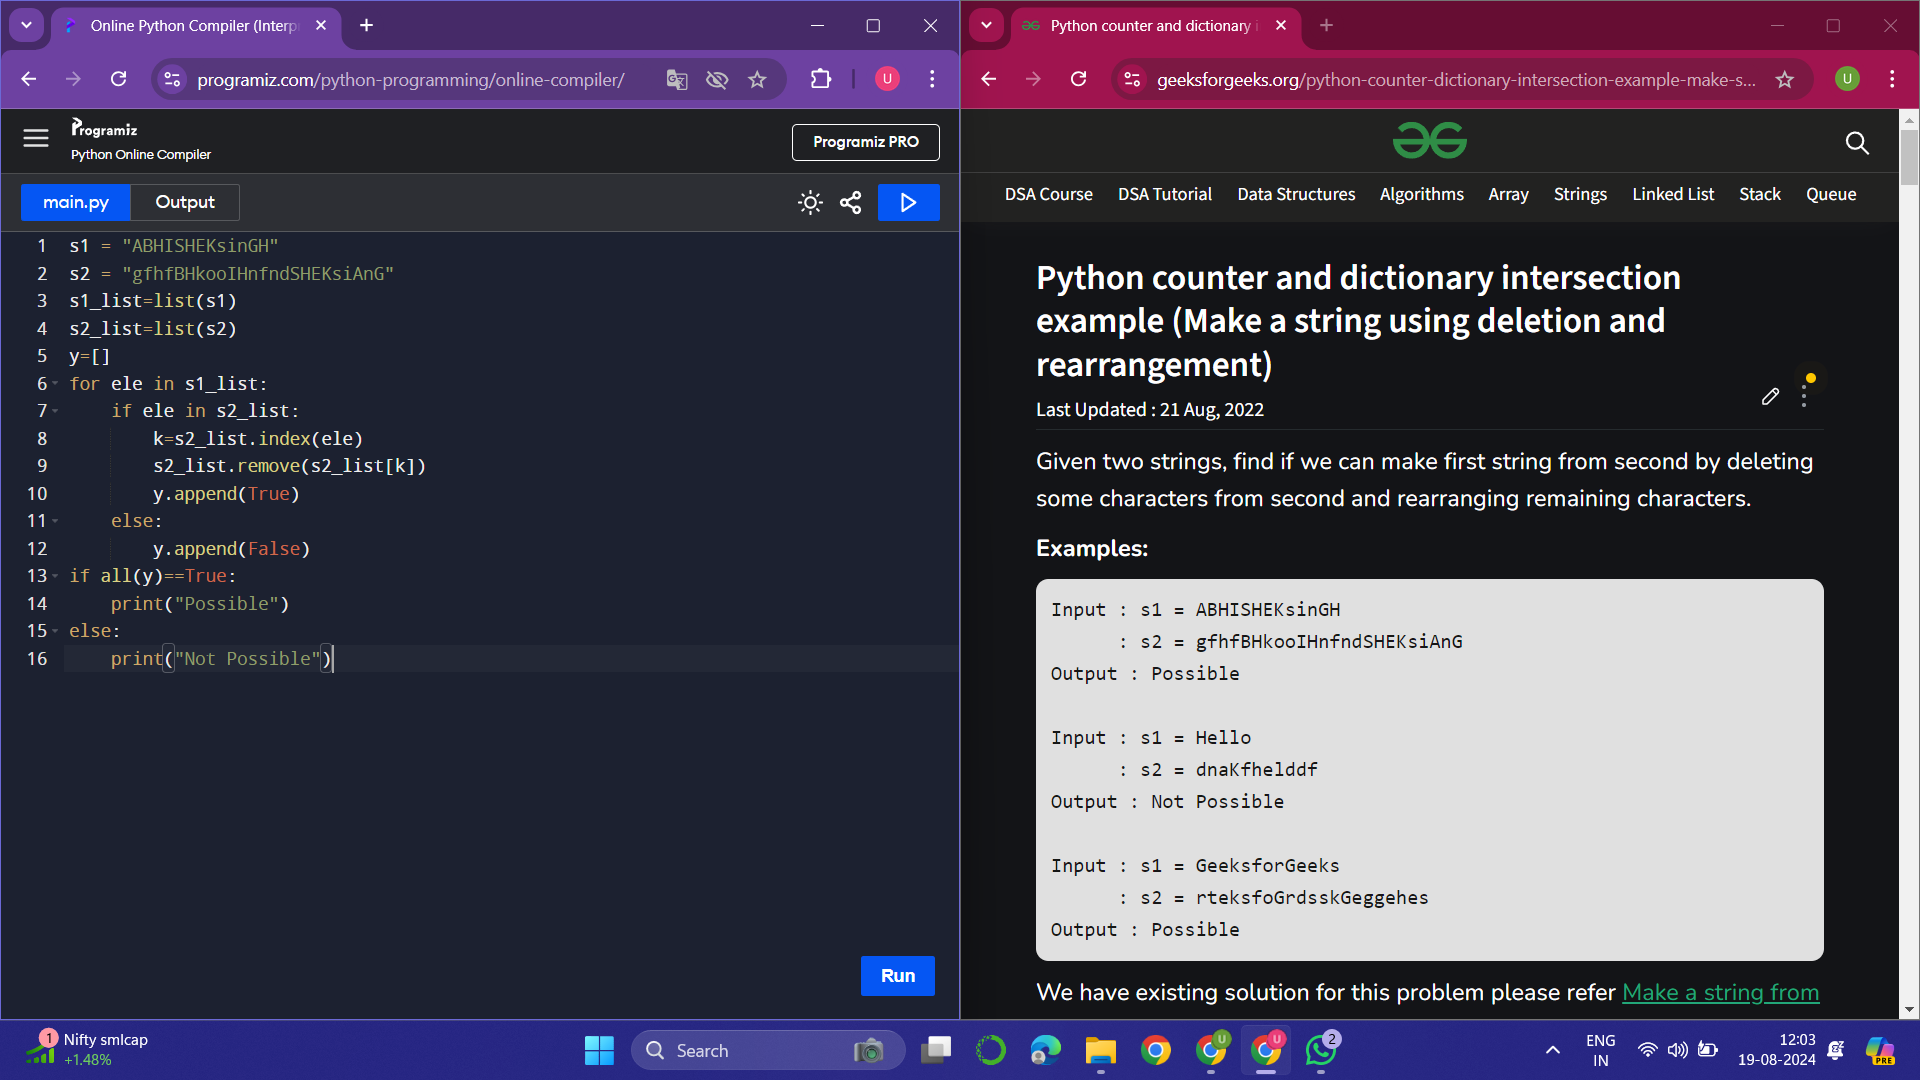 Online Python Compiler (Interp
programiz.com/python-programming/online-compiler/
U
Programiz
Python Online Compiler
Programiz PRO
main.py
Output
1 s1 = "ABHISHEKsinGH"
2 s2 = "gfhfBHkooIHnfndSHEKsiAnG"
3 s1_list=list(s1)
4 s2_list=list(s2)
5 y=[]
6 for ele in s1_list:
7 if ele in s2_list:
8 k=s2_list.index(ele)
9 s2_list.remove(s2_list[k])
10 y.append(True)
11 else:
12 y.append(False)
13 if all(y)==True:
14 print("Possible")
15 else:
16 print("Not Possible")
Run
Python counter and dictionary i
geeksforgeeks.org/python-counter-dictionary-intersection-example-make-s...
U
DSA Course DSA Tutorial Data Structures Algorithms Array Strings Linked List Stack Queue
Python counter and dictionary intersection
example (Make a string using deletion and
rearrangement)
Last Updated : 21 Aug, 2022
Given two strings, find if we can make first string from second by deleting
some characters from second and rearranging remaining characters.
Examples:
Input : s1 = ABHISHEKsinGH
: s2 = gfhfBHkooIHnfndSHEKsiAnG
Output : Possible
Input : s1 = Hello
: s2 = dnaKfhelddf
Output : Not Possible
Input : s1 = GeeksforGeeks
: s2 = rteksfoGrdsskGeggehes
Output : Possible
We have existing solution for this problem please refer Make a string from
1
Nifty smlcap
+1.48%
Search
U
U
2
ENG
IN
12:03
19-08-2024
PRE